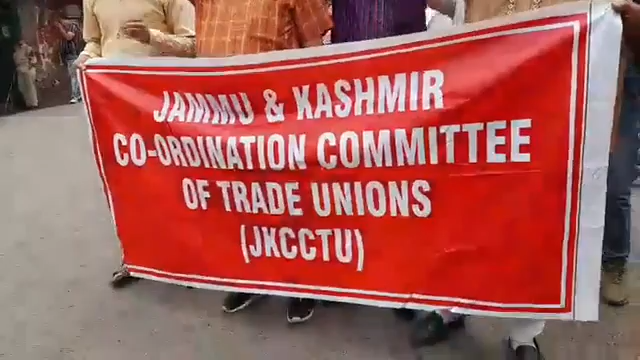 JAMMU & KASHMIR
CO-ORDINATION COMMITTEE
OF TRADE UNIONS
(JKCCTU)